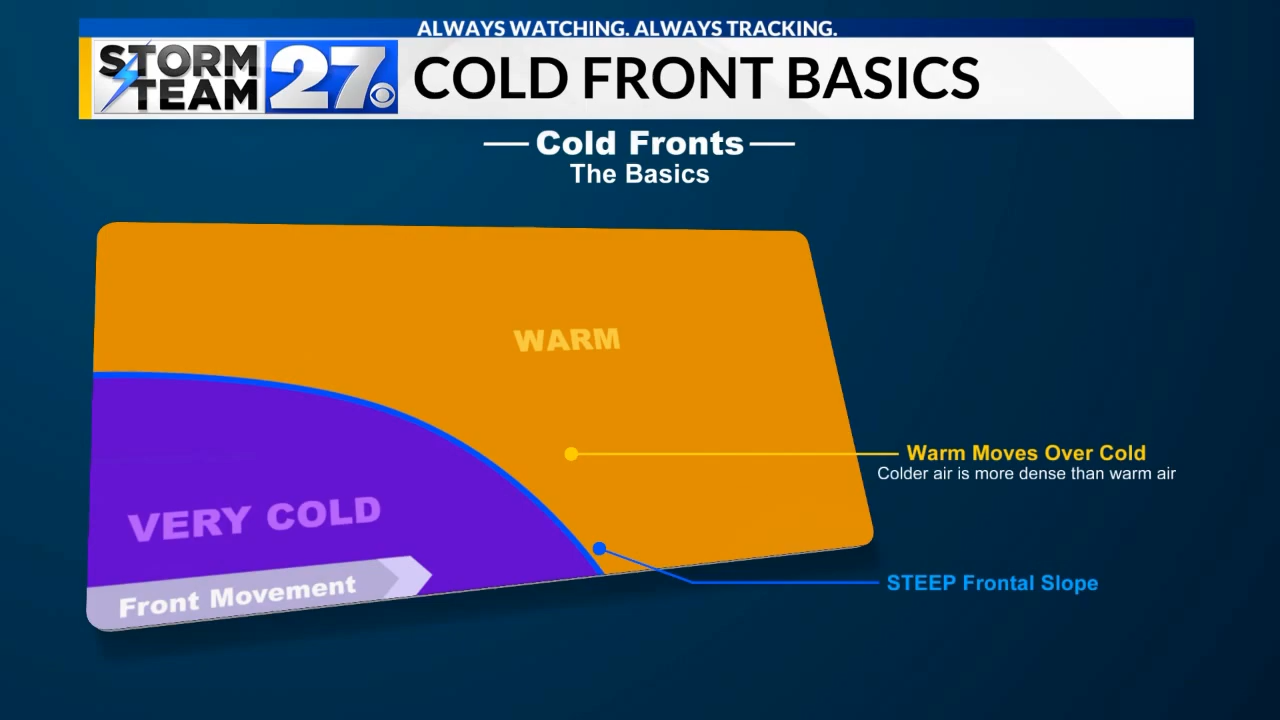 ALWAYS WATCHING. ALWAYS TRACKING.
STORM
TEAM
27
COLD FRONT BASICS
Cold Fronts
The Basics
WARM
Warm Moves Over Cold
Colder air is more dense than warm air
VERY COLD
Front Movement
STEEP Frontal Slope